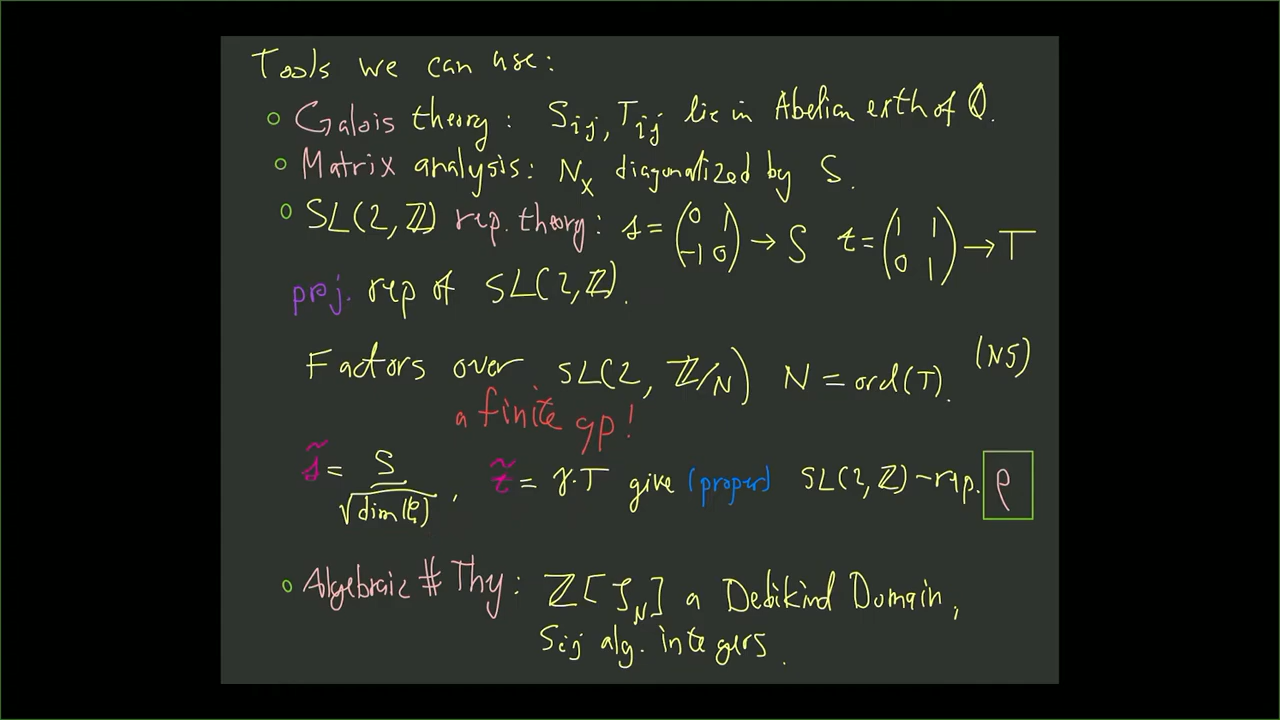 Tools we can use:
Galois theory: S_ij, T_ij lie in Abelian extn of ℚ.
Matrix analysis: N_X diagonalized by S.
SL(2,ℤ) rep. theory: s = (0 1 −1 0) → S t = (1 1 0 1) → T
proj. rep of SL(2,ℤ).
Factors over SL(2, ℤ/N) N = ord(T). (NS)
a finite gp!
s̃ = S/√dim(C), t̃ = γ·T give (proper) SL(2,ℤ)-rep. ρ
Algebraic # Thy: ℤ[ζ_N] a Dedikind Domain,
S_ij alg. integers.